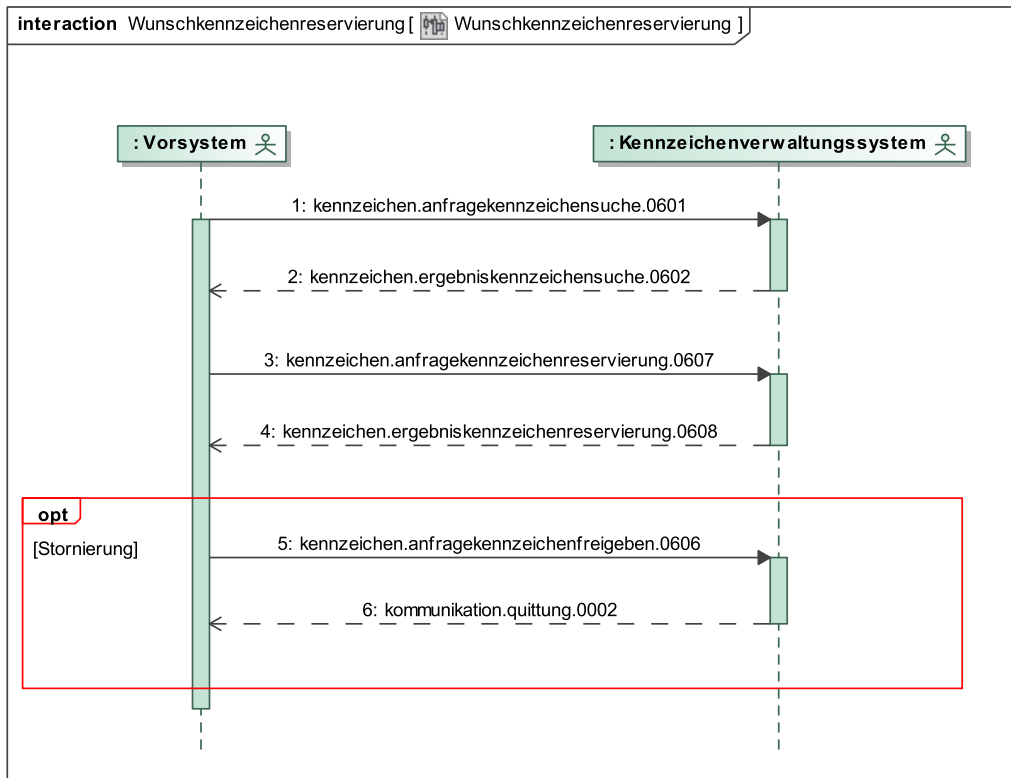 interaction Wunschkennzeichenreservierung [ Wunschkennzeichenreservierung ]
: Vorsystem
: Kennzeichenverwaltungssystem
1: kennzeichen.anfragekennzeichensuche.0601
2: kennzeichen.ergebniskennzeichensuche.0602
3: kennzeichen.anfragekennzeichenreservierung.0607
4: kennzeichen.ergebniskennzeichenreservierung.0608
opt
[Stornierung]
5: kennzeichen.anfragekennzeichenfreigeben.0606
6: kommunikation.quittung.0002